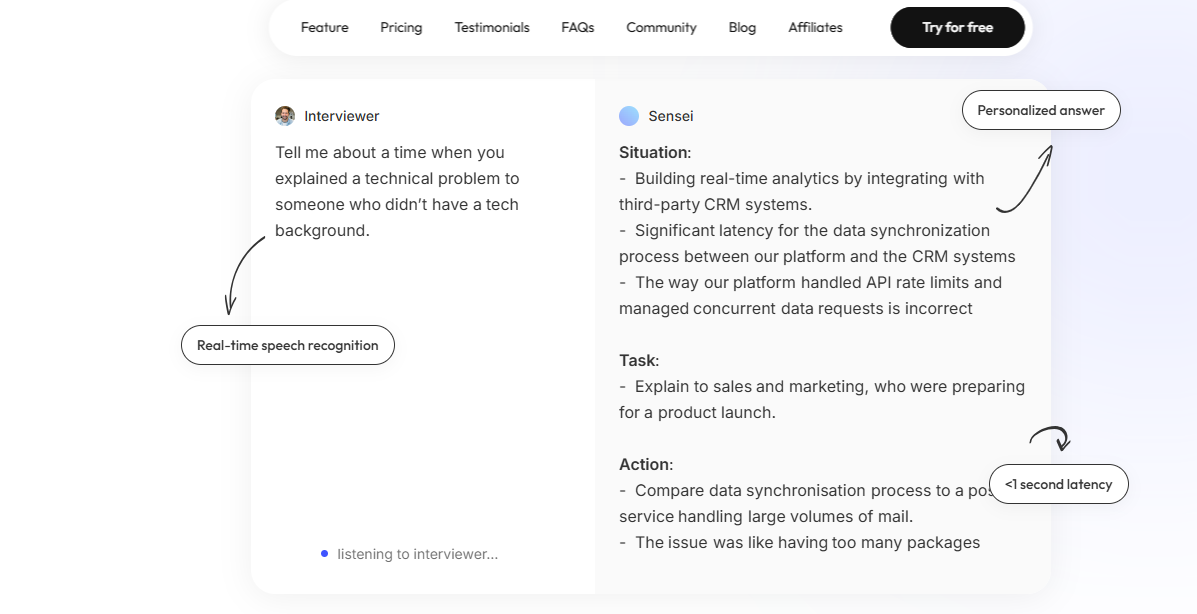 Feature Pricing Testimonials FAQs Community Blog Affiliates Try for free
Interviewer
Tell me about a time when you
explained a technical problem to
someone who didn’t have a tech
background.
Real-time speech recognition
listening to interviewer...
Sensei
Personalized answer
Situation:
- Building real-time analytics by integrating with
third-party CRM systems.
- Significant latency for the data synchronization
process between our platform and the CRM systems
- The way our platform handled API rate limits and
managed concurrent data requests is incorrect
Task:
- Explain to sales and marketing, who were preparing
for a product launch.
Action:
- Compare data synchronisation process to a
service handling large volumes of mail.
- The issue was like having too many packages
<1 second latency